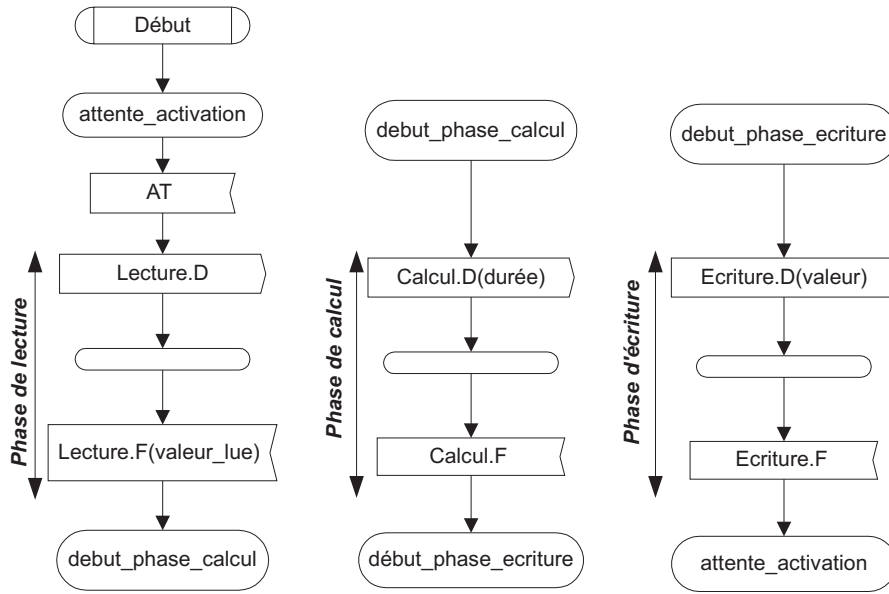 Début
attente_activation
AT
Phase de lecture
Lecture.D
Lecture.F(valeur_lue)
debut_phase_calcul
debut_phase_calcul
Phase de calcul
Calcul.D(durée)
Calcul.F
début_phase_ecriture
debut_phase_ecriture
Phase d'écriture
Ecriture.D(valeur)
Ecriture.F
attente_activation